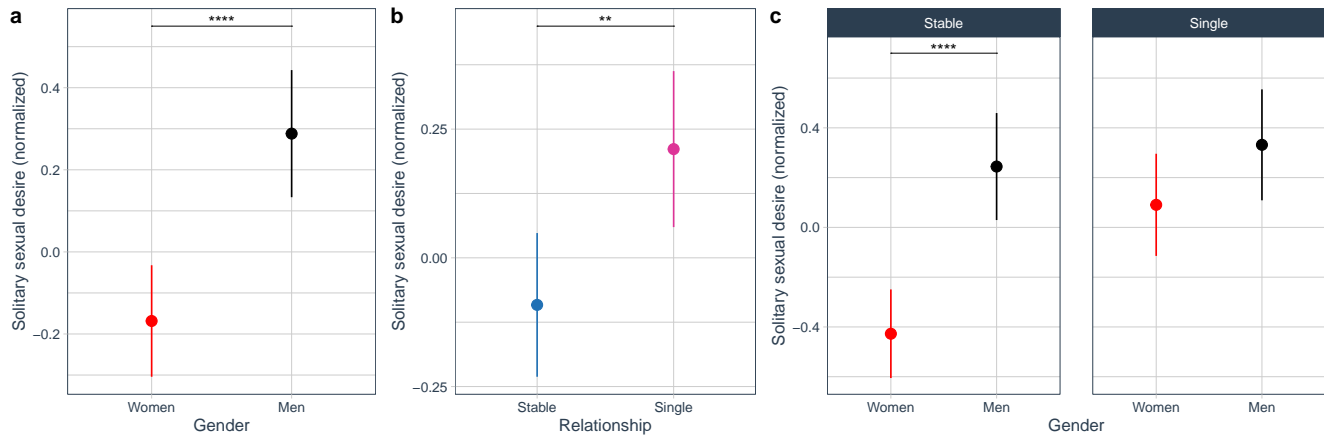 a
****
Solitary sexual desire (normalized)
0.4
0.2
0.0
−0.2
Women
Men
Gender
b
**
Solitary sexual desire (normalized)
0.25
0.00
−0.25
Stable
Single
Relationship
c
Stable
Single
****
Solitary sexual desire (normalized)
0.4
0.0
−0.4
Women
Men
Women
Men
Gender